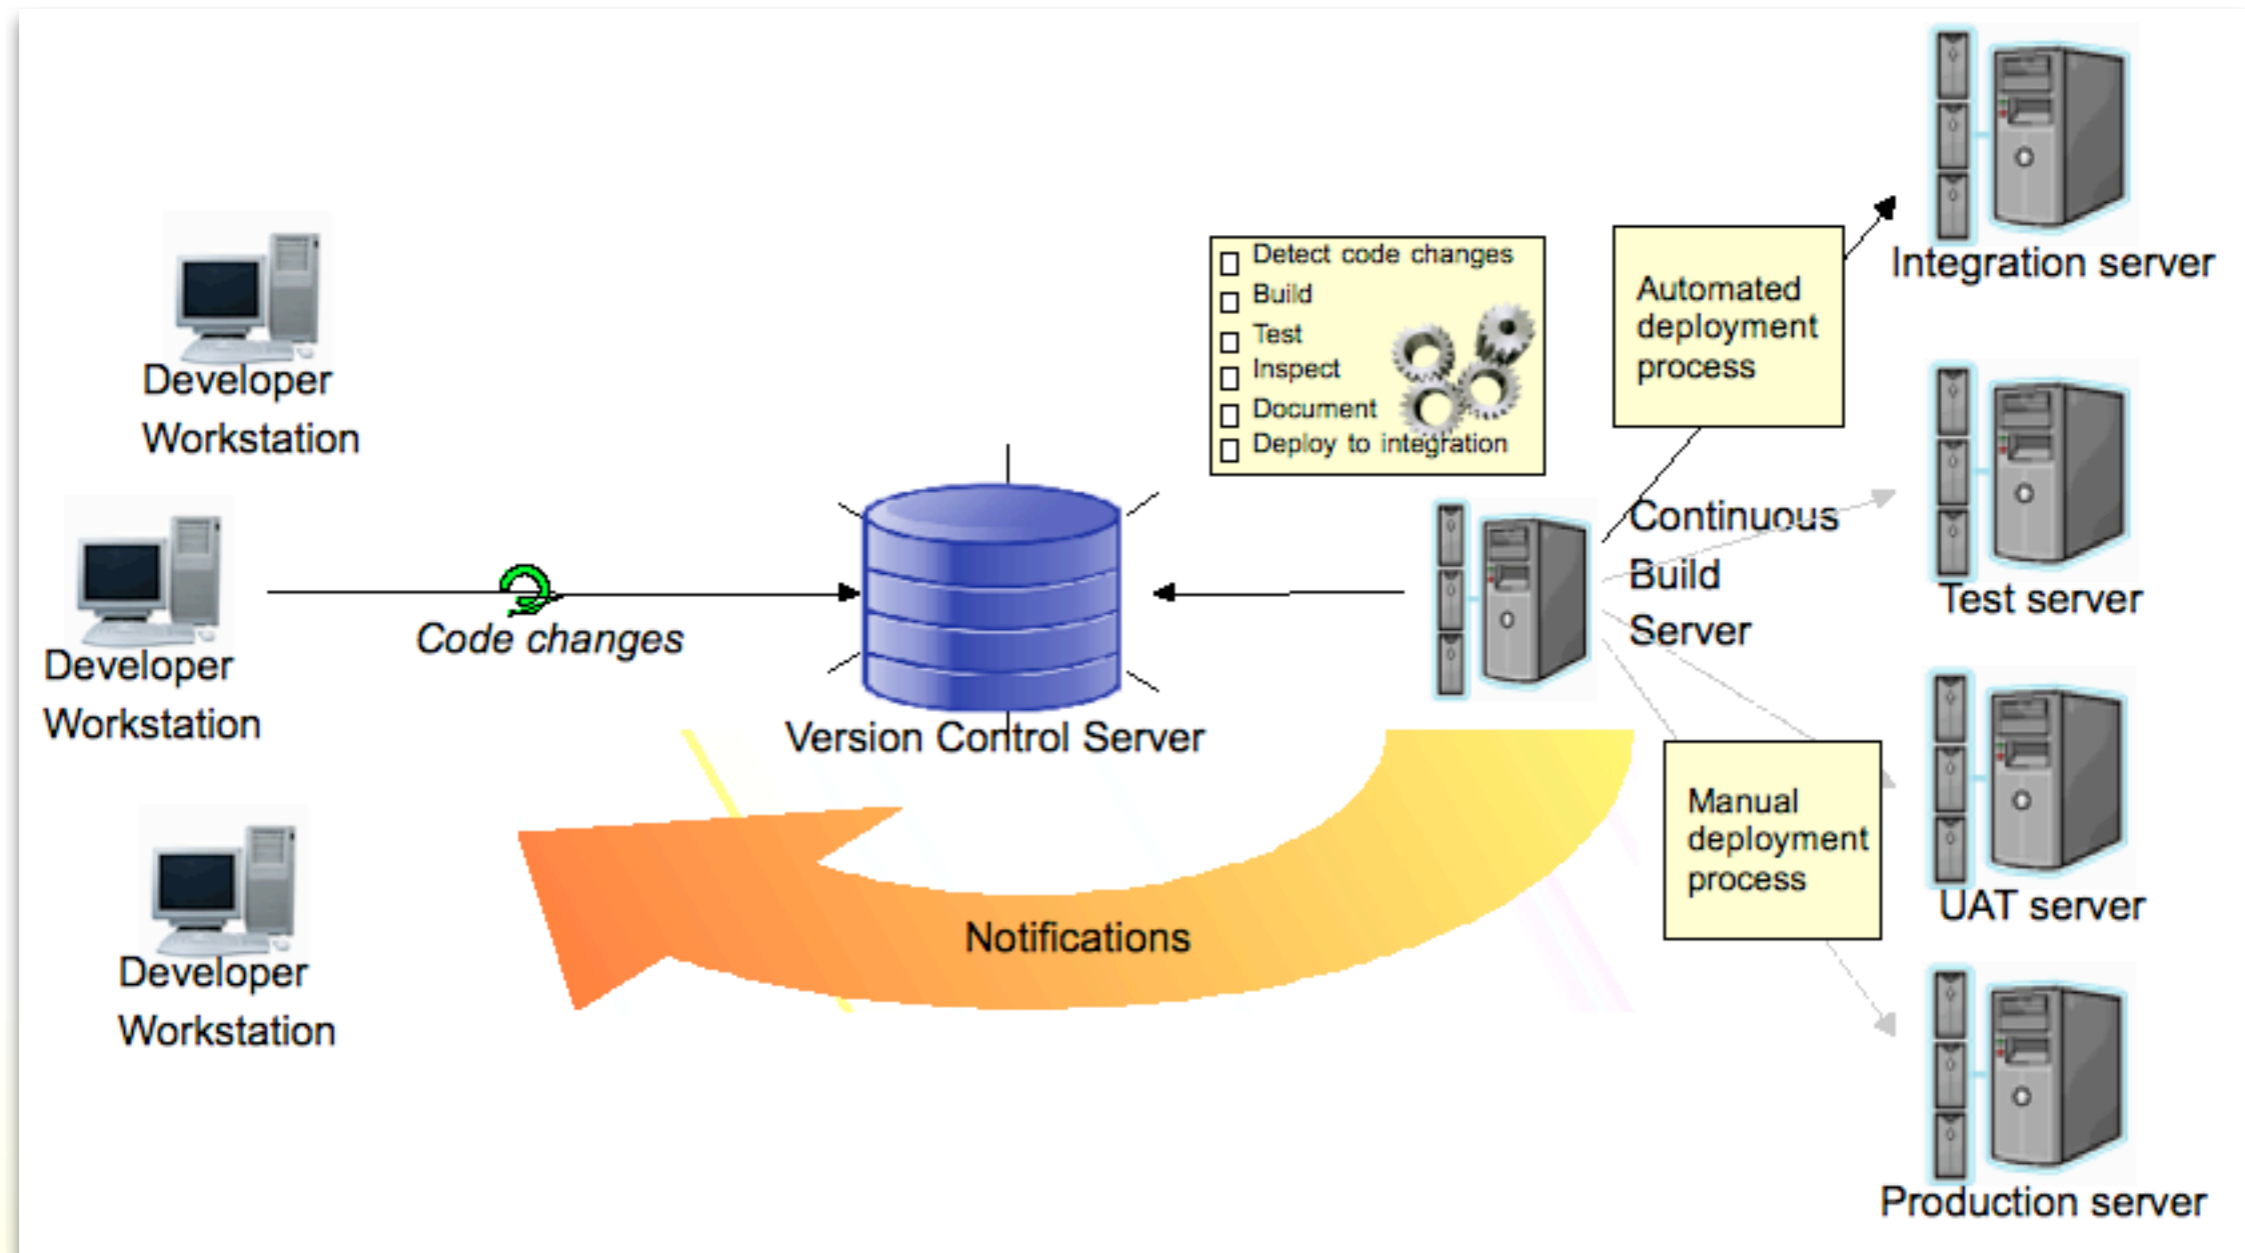 Developer
Workstation
Developer
Workstation
Developer
Workstation
Code changes
Version Control Server
Detect code changes
Build
Test
Inspect
Document
Deploy to integration
Continuous
Build
Server
Automated
deployment
process
Manual
deployment
process
Notifications
Integration server
Test server
UAT server
Production server